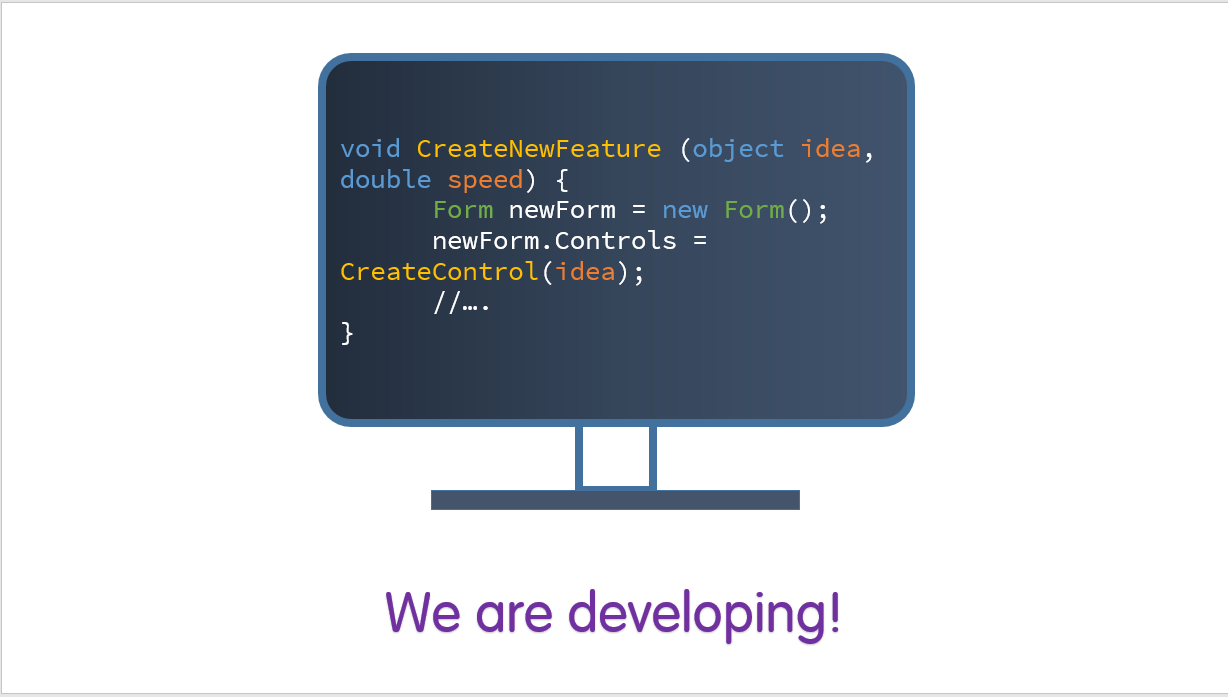 void CreateNewFeature (object idea,
double speed) {
Form newForm = new Form();
newForm.Controls =
CreateControl(idea);
//….
}
We are developing!